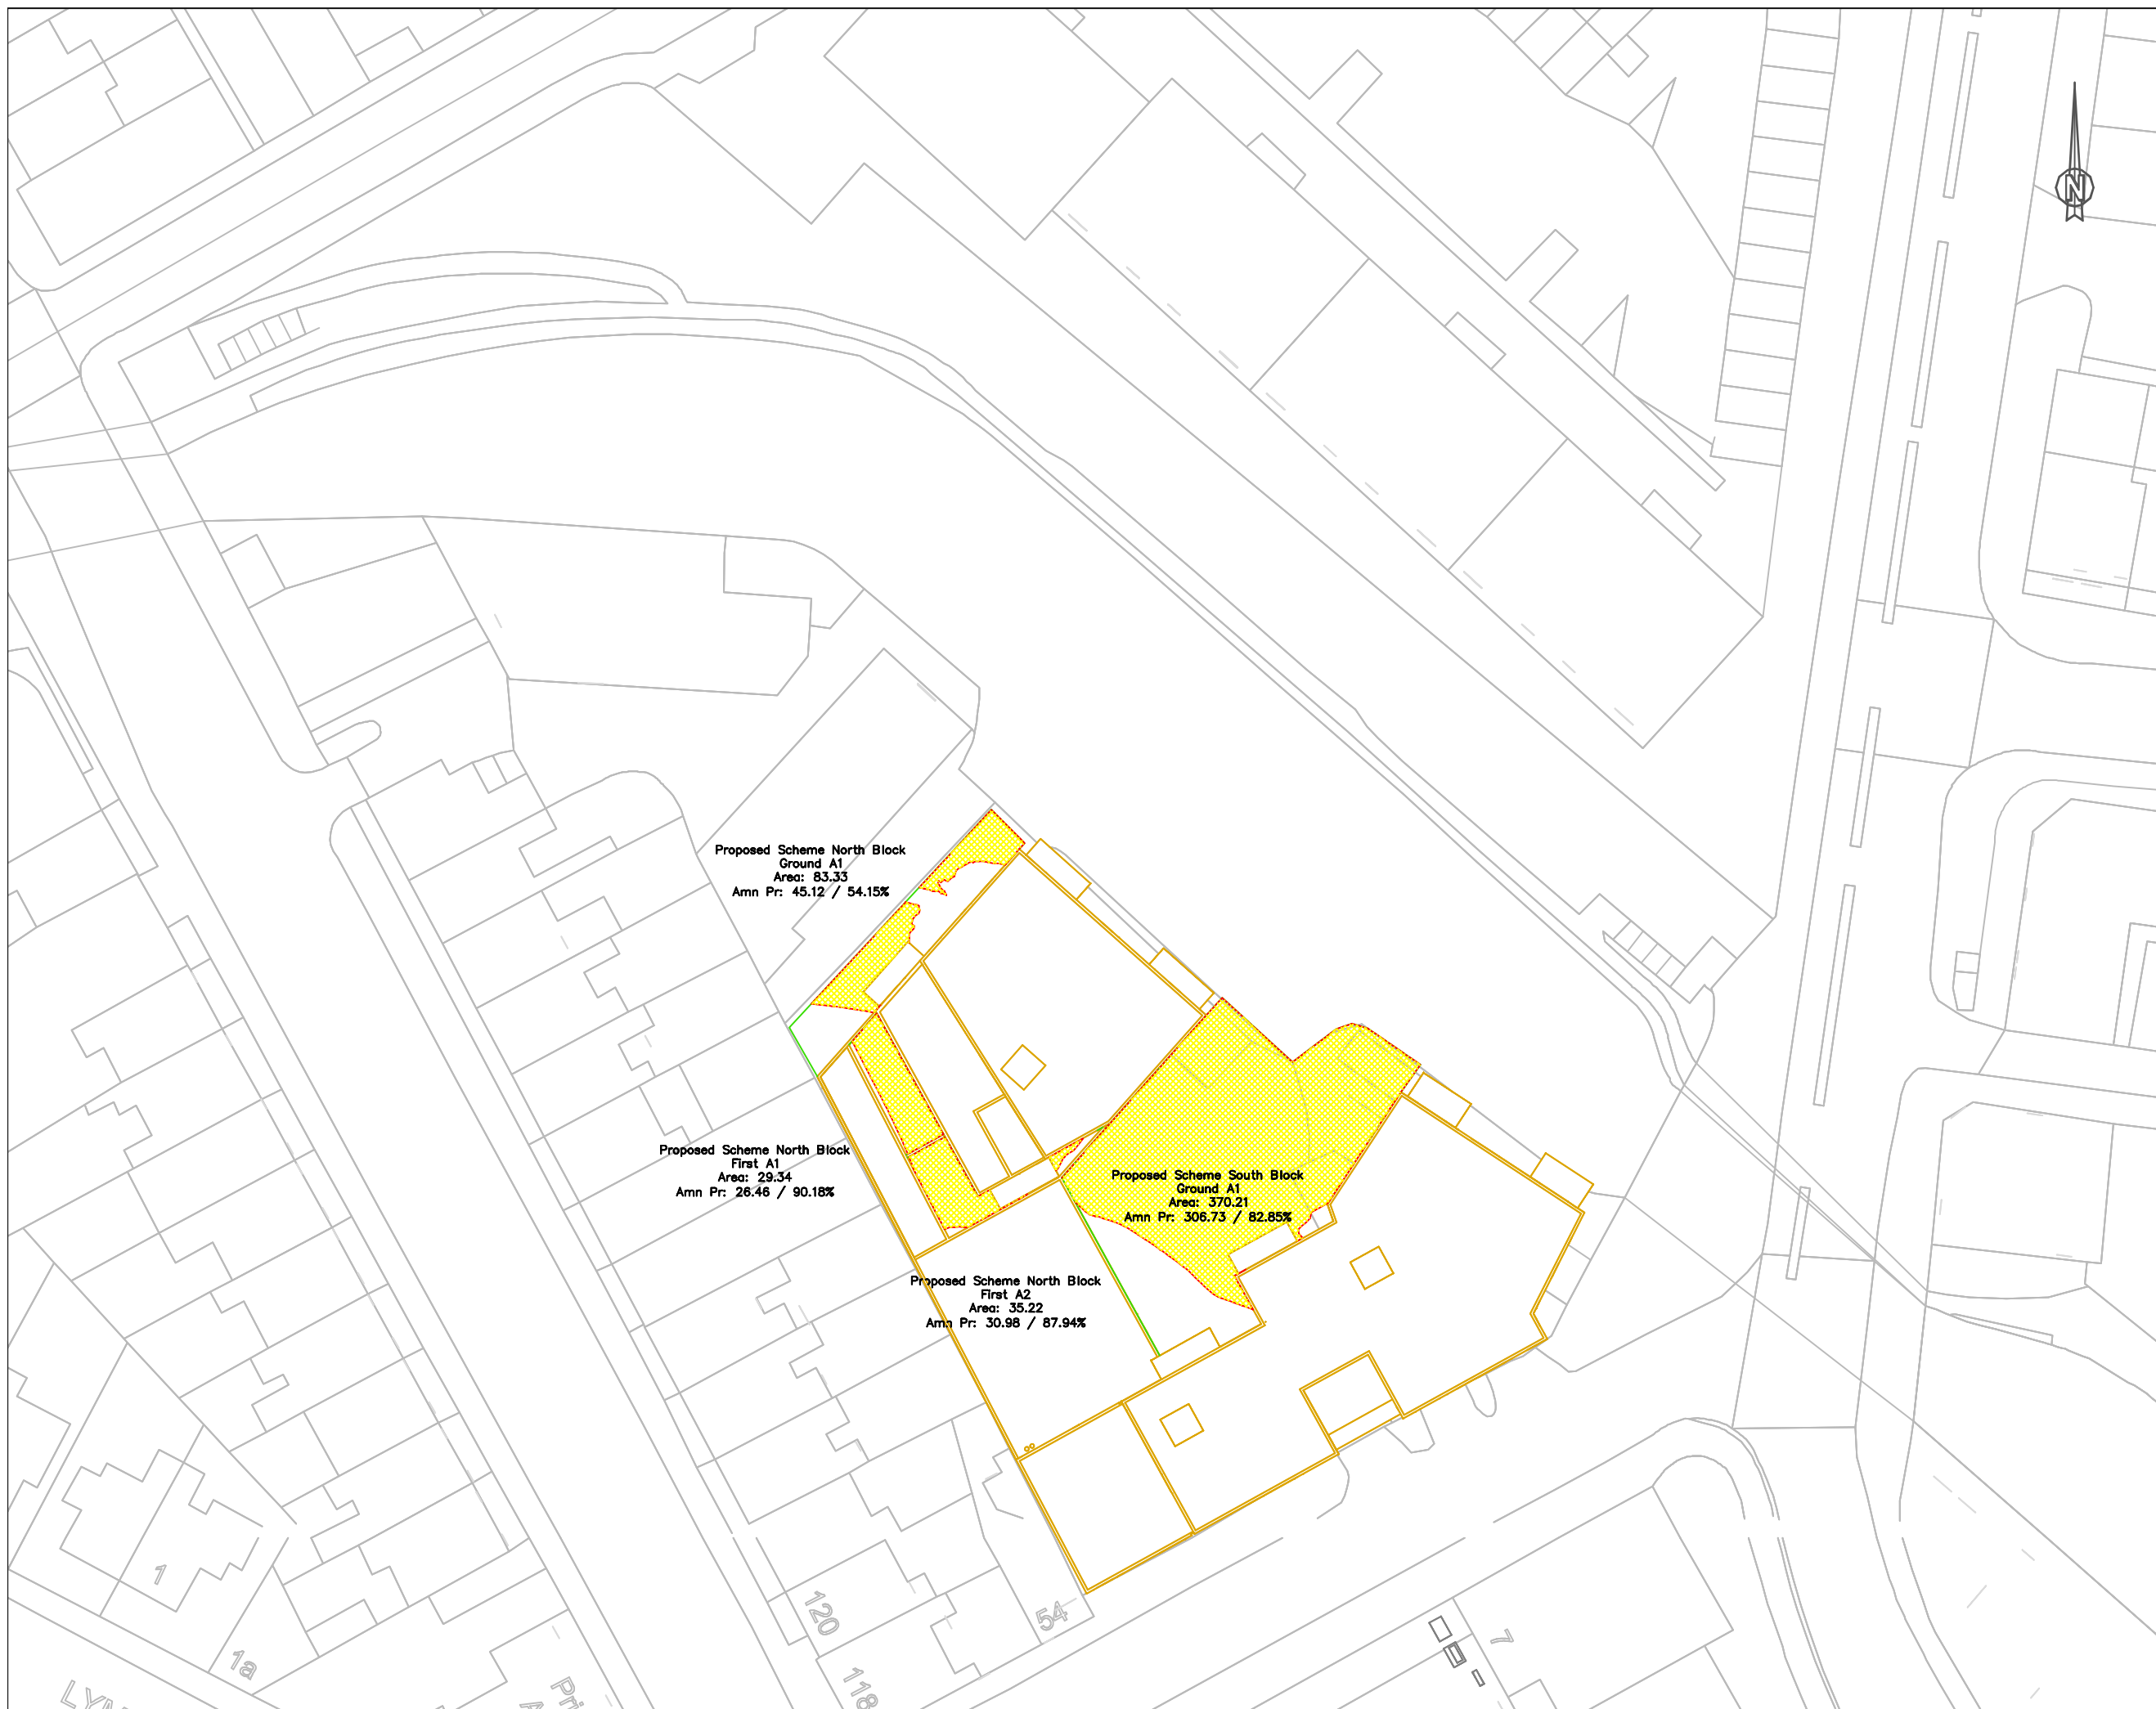 N
Proposed Scheme North Block
Ground A1
Area: 83.33
Amn Pr: 45.12 / 54.15%
Proposed Scheme North Block
First A1
Area: 29.34
Amn Pr: 26.46 / 90.18%
Proposed Scheme South Block
Ground A1
Area: 370.21
Amn Pr: 306.73 / 82.85%
Proposed Scheme North Block
First A2
Area: 35.22
Amn Pr: 30.98 / 87.94%
1
1a
120
54
118
7